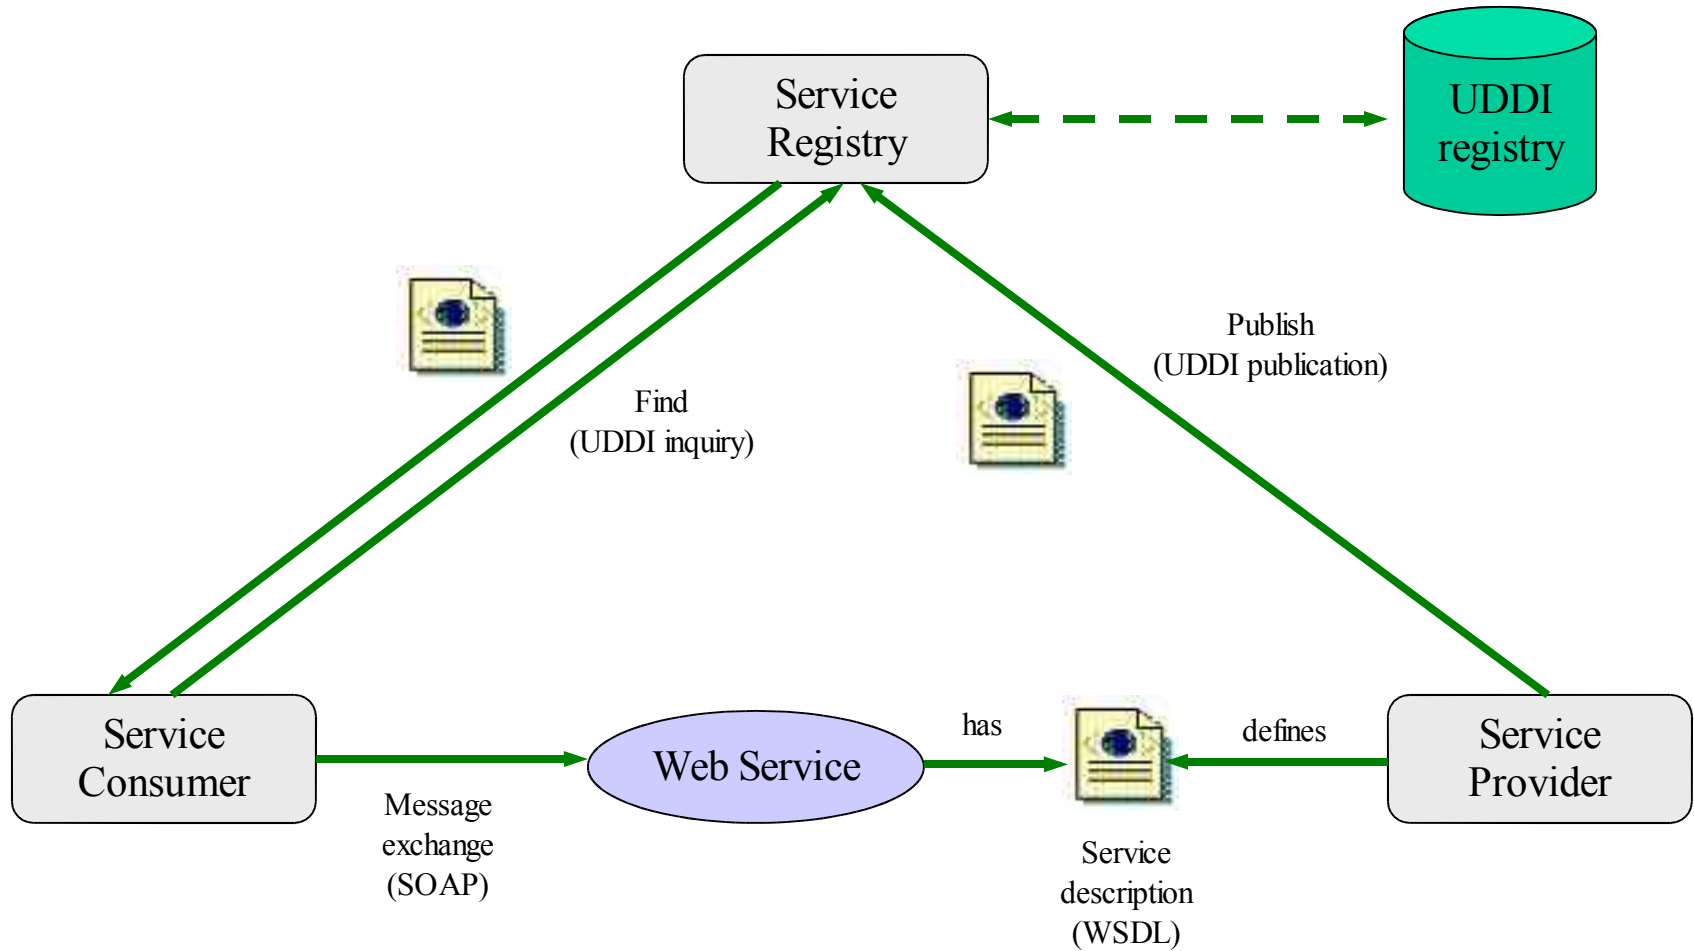 Service
Registry
UDDI
registry
Publish
(UDDI publication)
Find
(UDDI inquiry)
Service
Consumer
Message
exchange
(SOAP)
Web Service
has
Service
description
(WSDL)
defines
Service
Provider